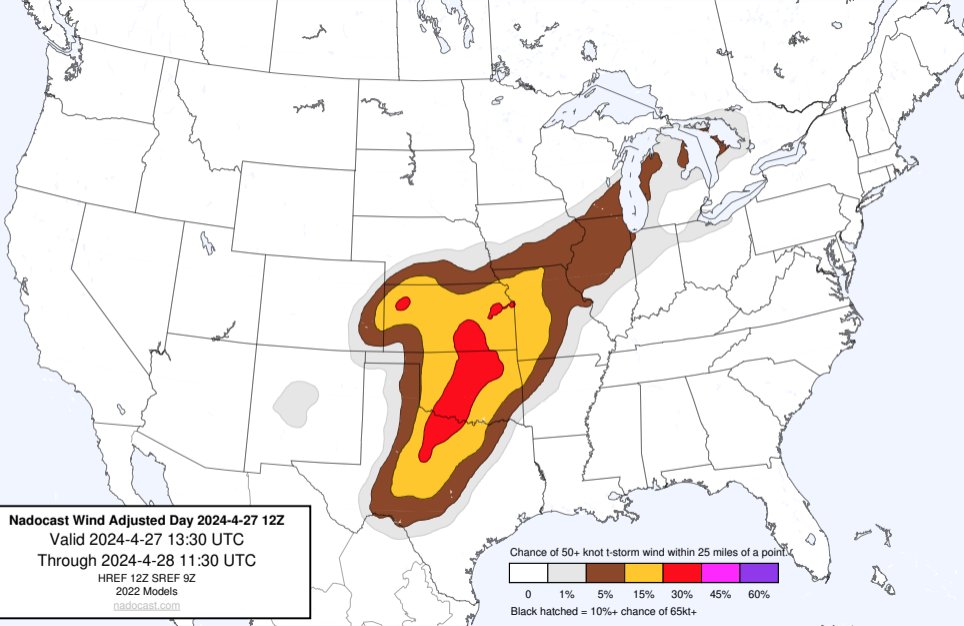 Nadocast Wind Adjusted Day 2024-4-27 12Z
Valid 2024-4-27 13:30 UTC
Through 2024-4-28 11:30 UTC
HREF 12Z SREF 9Z
2022 Models
nadocast.com
Chance of 50+ knot t-storm wind within 25 miles of a point.
0 1% 5% 15% 30% 45% 60%
Black hatched = 10%+ chance of 65kt+